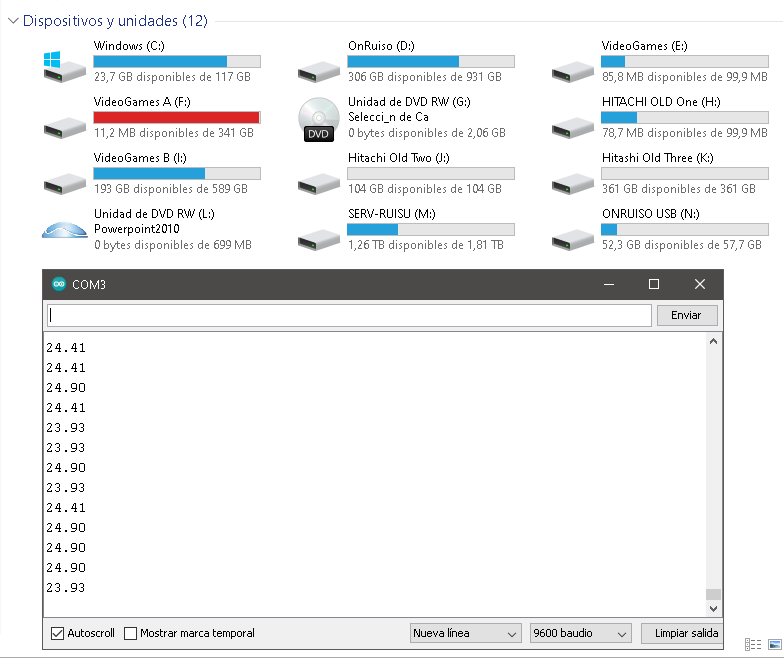 Dispositivos y unidades (12)
Windows (C:)
23,7 GB disponibles de 117 GB
OnRuiso (D:)
306 GB disponibles de 931 GB
VideoGames (E:)
85,8 MB disponibles de 99,9 MB
VideoGames A (F:)
11,2 MB disponibles de 341 GB
DVD
Unidad de DVD RW (G:)
Selecci_n de Ca
0 bytes disponibles de 2,06 GB
HITACHI OLD One (H:)
78,7 MB disponibles de 99,9 MB
VideoGames B (I:)
193 GB disponibles de 589 GB
Hitachi Old Two (J:)
104 GB disponibles de 104 GB
Hitashi Old Three (K:)
361 GB disponibles de 361 GB
Unidad de DVD RW (L:)
Powerpoint2010
0 bytes disponibles de 699 MB
SERV-RUISU (M:)
1,26 TB disponibles de 1,81 TB
ONRUISO USB (N:)
52,3 GB disponibles de 57,7 GB
COM3
Enviar
24.41
24.41
24.90
24.41
23.93
23.93
24.90
23.93
24.41
24.90
24.90
24.90
23.93
Autoscroll
Mostrar marca temporal
Nueva línea
9600 baudio
Limpiar salida